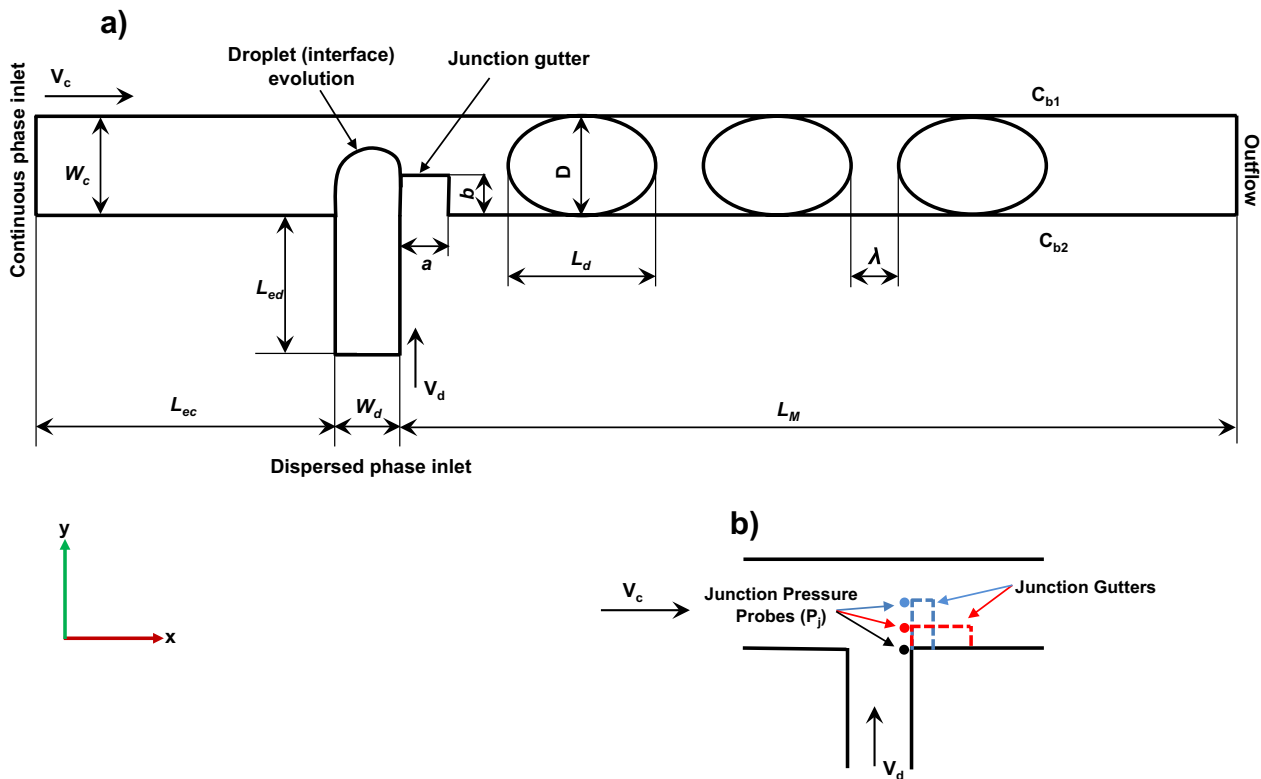 a)
Droplet (interface)
evolution
Junction gutter
Vc
Cb1
Continuous phase inlet
Wc
D
b
Outflow
a
Ld
λ
Cb2
Led
Vd
Lec
Wd
LM
Dispersed phase inlet
y
x
b)
Vc
Junction Pressure
Probes (Pj)
Junction Gutters
Vd